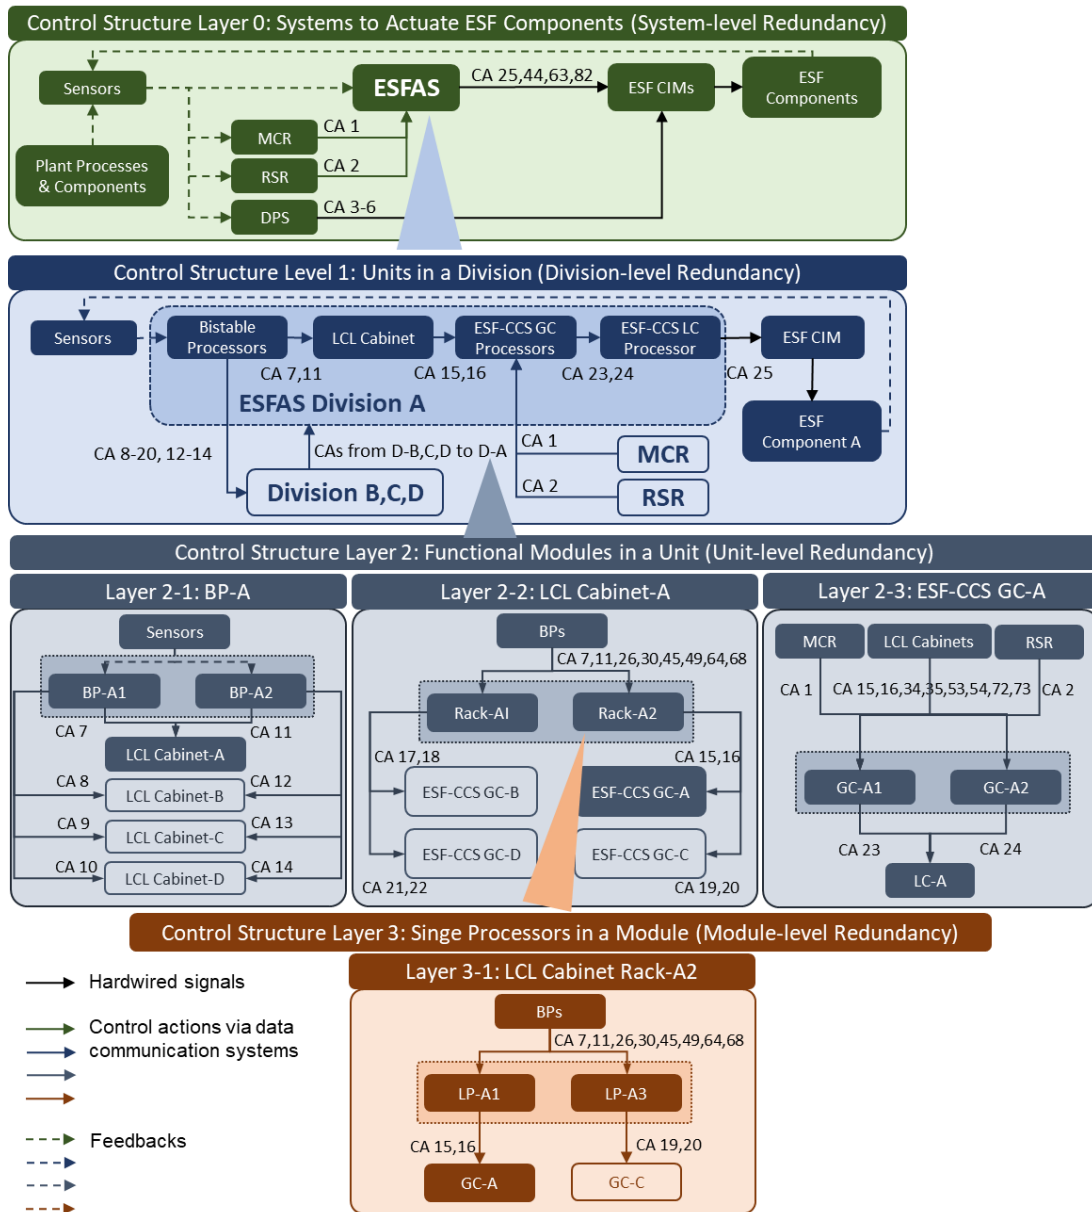 Control Structure Layer 0: Systems to Actuate ESF Components (System-level Redundancy)
Sensors
ESFAS
CA 25,44,63,82
ESF CIMs
ESF
Components
Plant Processes
& Components
MCR
CA 1
RSR
CA 2
DPS
CA 3-6
Control Structure Level 1: Units in a Division (Division-level Redundancy)
Sensors
Bistable
Processors
LCL Cabinet
ESF-CCS GC
Processors
ESF-CCS LC
Processor
ESF CIM
CA 7,11
CA 15,16
CA 23,24
CA 25
ESFAS Division A
ESF
Component A
CA 8-20, 12-14
CAs from D-B,C,D to D-A
CA 1
MCR
Division B,C,D
CA 2
RSR
Control Structure Layer 2: Functional Modules in a Unit (Unit-level Redundancy)
Layer 2-1: BP-A
Sensors
BP-A1
BP-A2
CA 7
CA 11
LCL Cabinet-A
CA 8
LCL Cabinet-B
CA 12
CA 9
LCL Cabinet-C
CA 13
CA 10
LCL Cabinet-D
CA 14
Layer 2-2: LCL Cabinet-A
BPs
CA 7,11,26,30,45,49,64,68
Rack-A1
Rack-A2
CA 17,18
CA 15,16
ESF-CCS GC-B
ESF-CCS GC-A
ESF-CCS GC-D
ESF-CCS GC-C
CA 21,22
CA 19,20
Layer 2-3: ESF-CCS GC-A
MCR
LCL Cabinets
RSR
CA 1
CA 15,16,34,35,53,54,72,73
CA 2
GC-A1
GC-A2
CA 23
CA 24
LC-A
Control Structure Layer 3: Singe Processors in a Module (Module-level Redundancy)
Hardwired signals
Control actions via data
communication systems
Feedbacks
Layer 3-1: LCL Cabinet Rack-A2
BPs
CA 7,11,26,30,45,49,64,68
LP-A1
LP-A3
CA 15,16
CA 19,20
GC-A
GC-C